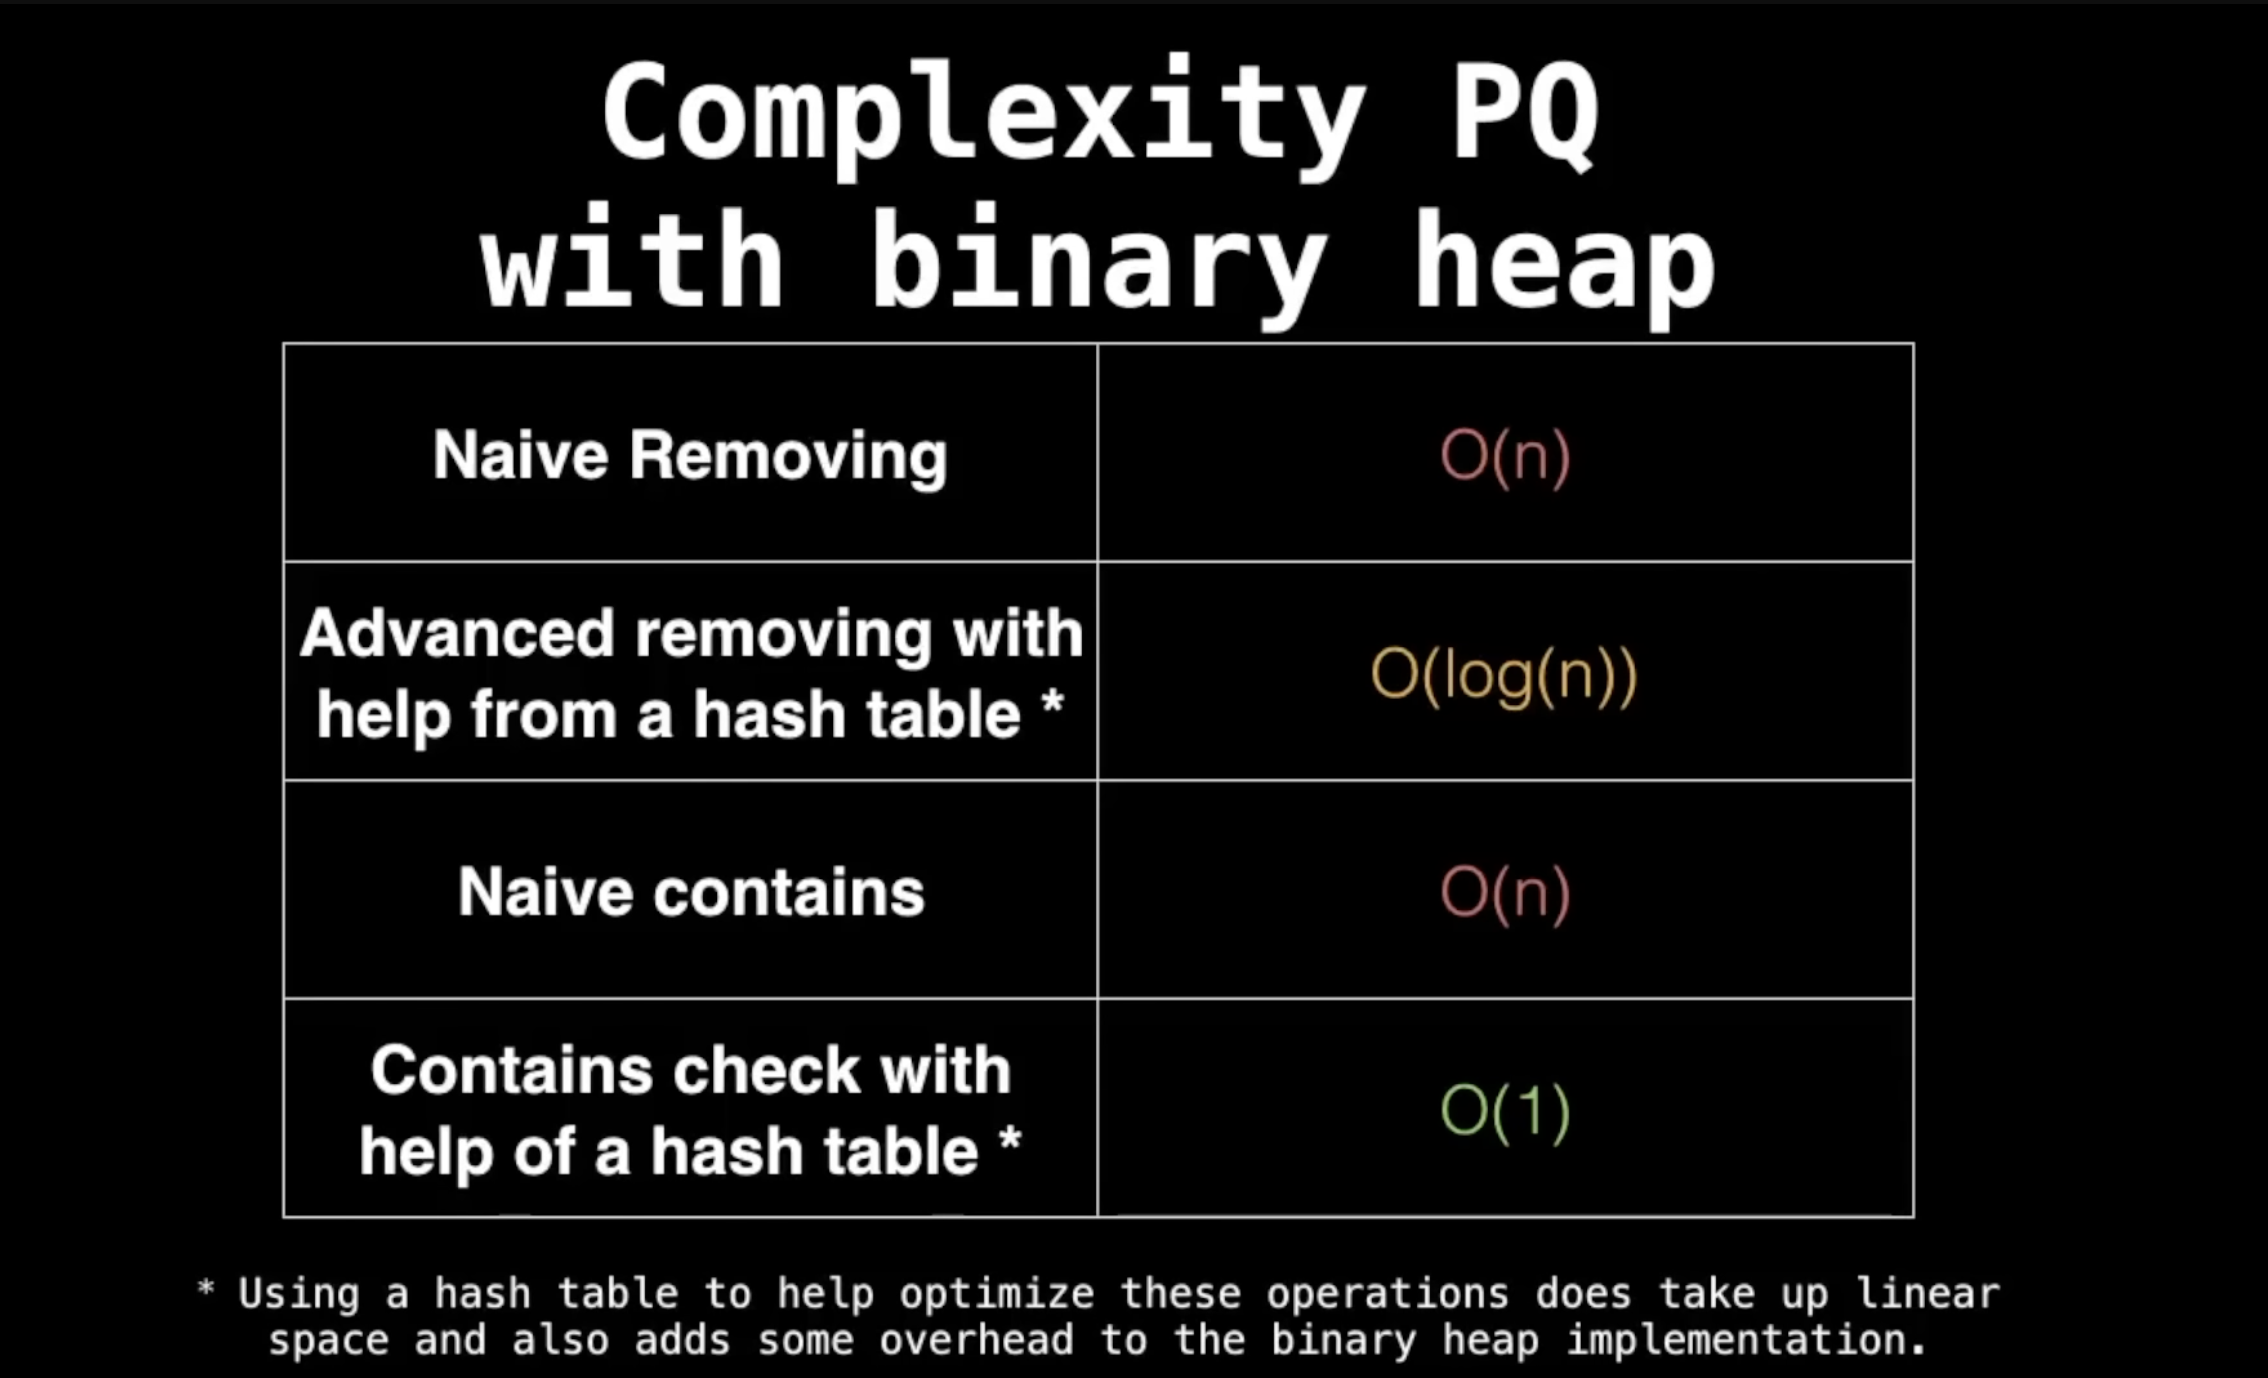 Complexity PQ
with binary heap
Naive Removing
O(n)
Advanced removing with
help from a hash table *
O(log(n))
Naive contains
O(n)
Contains check with
help of a hash table *
O(1)
* Using a hash table to help optimize these operations does take up linear
space and also adds some overhead to the binary heap implementation.